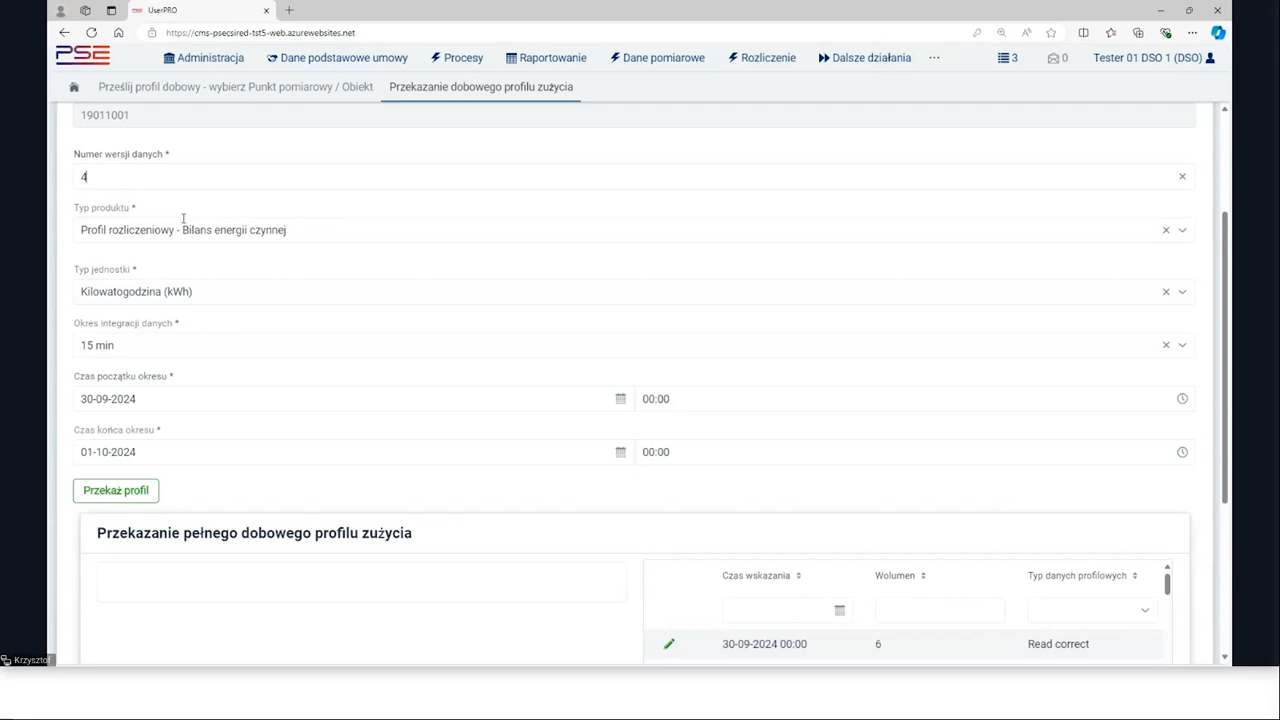 UserPRO
https://cms-psecsired-tst5-web.azurewebsites.net
PSE
Administracja
Dane podstawowe umowy
Procesy
Raportowanie
Dane pomiarowe
Rozliczenie
Dalsze działania
3
0
Tester 01 DSO 1 (DSO)
Prześlij profil dobowy - wybierz Punkt pomiarowy / Obiekt
Przekazanie dobowego profilu zużycia
19011001
Numer wersji danych *
4
Typ produktu *
Profil rozliczeniowy - Bilans energii czynnej
Typ jednostki *
Kilowatogodzina (kWh)
Okres integracji danych *
15 min
Czas początku okresu *
30-09-2024 00:00
Czas końca okresu *
01-10-2024 00:00
Przekaż profil
Przekazanie pełnego dobowego profilu zużycia
Czas wskazania Wolumen Typ danych profilowych
30-09-2024 00:00 6 Read correct
Krzysztof